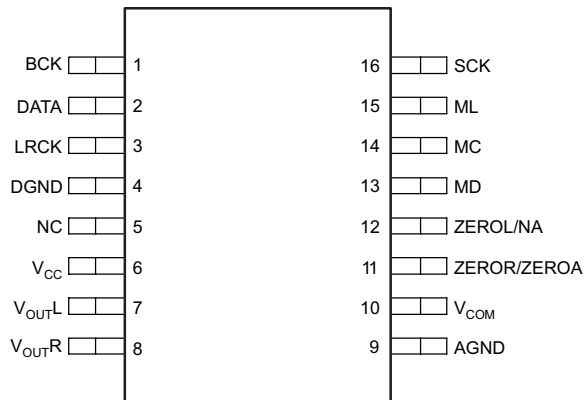 BCK 1 16 SCK
DATA 2 15 ML
LRCK 3 14 MC
DGND 4 13 MD
NC 5 12 ZEROL/NA
VCC 6 11 ZEROR/ZEROA
VOUTL 7 10 VCOM
VOUTR 8 9 AGND